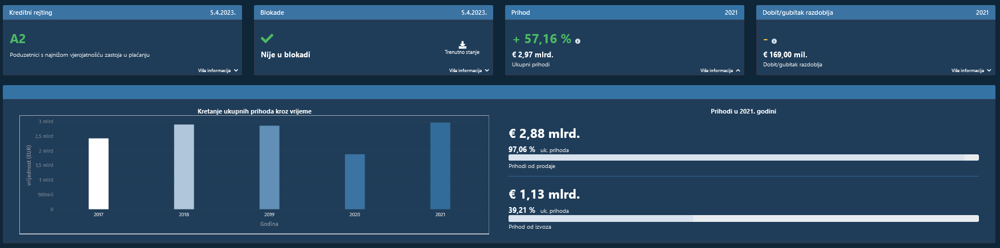 Kreditni rejting 5.4.2023.
A2
Poduzetnici s najnižom vjerojatnošću zastoja u plaćanju
Više informacija
Blokade 5.4.2023.
Nije u blokadi
Trenutno stanje
Više informacija
Prihod 2021
+ 57,16 %
€ 2,97 mlrd.
Ukupni prihodi
Više informacija
Dobit/gubitak razdoblja 2021
-
€ 169,00 mil.
Dobit/gubitak razdoblja
Više informacija
Kretanje ukupnih prihoda kroz vrijeme
3 mlrd
2,5 mlrd
2 mlrd
1,5 mlrd
1 mlrd
500mil
0
vrijednost (EUR)
2017 2018 2019 2020 2021
Godina
Prihodi u 2021. godini
€ 2,88 mlrd.
97,06 % uk. prihoda
Prihodi od prodaje
€ 1,13 mlrd.
39,21 % uk. prihoda
Prihod od izvoza